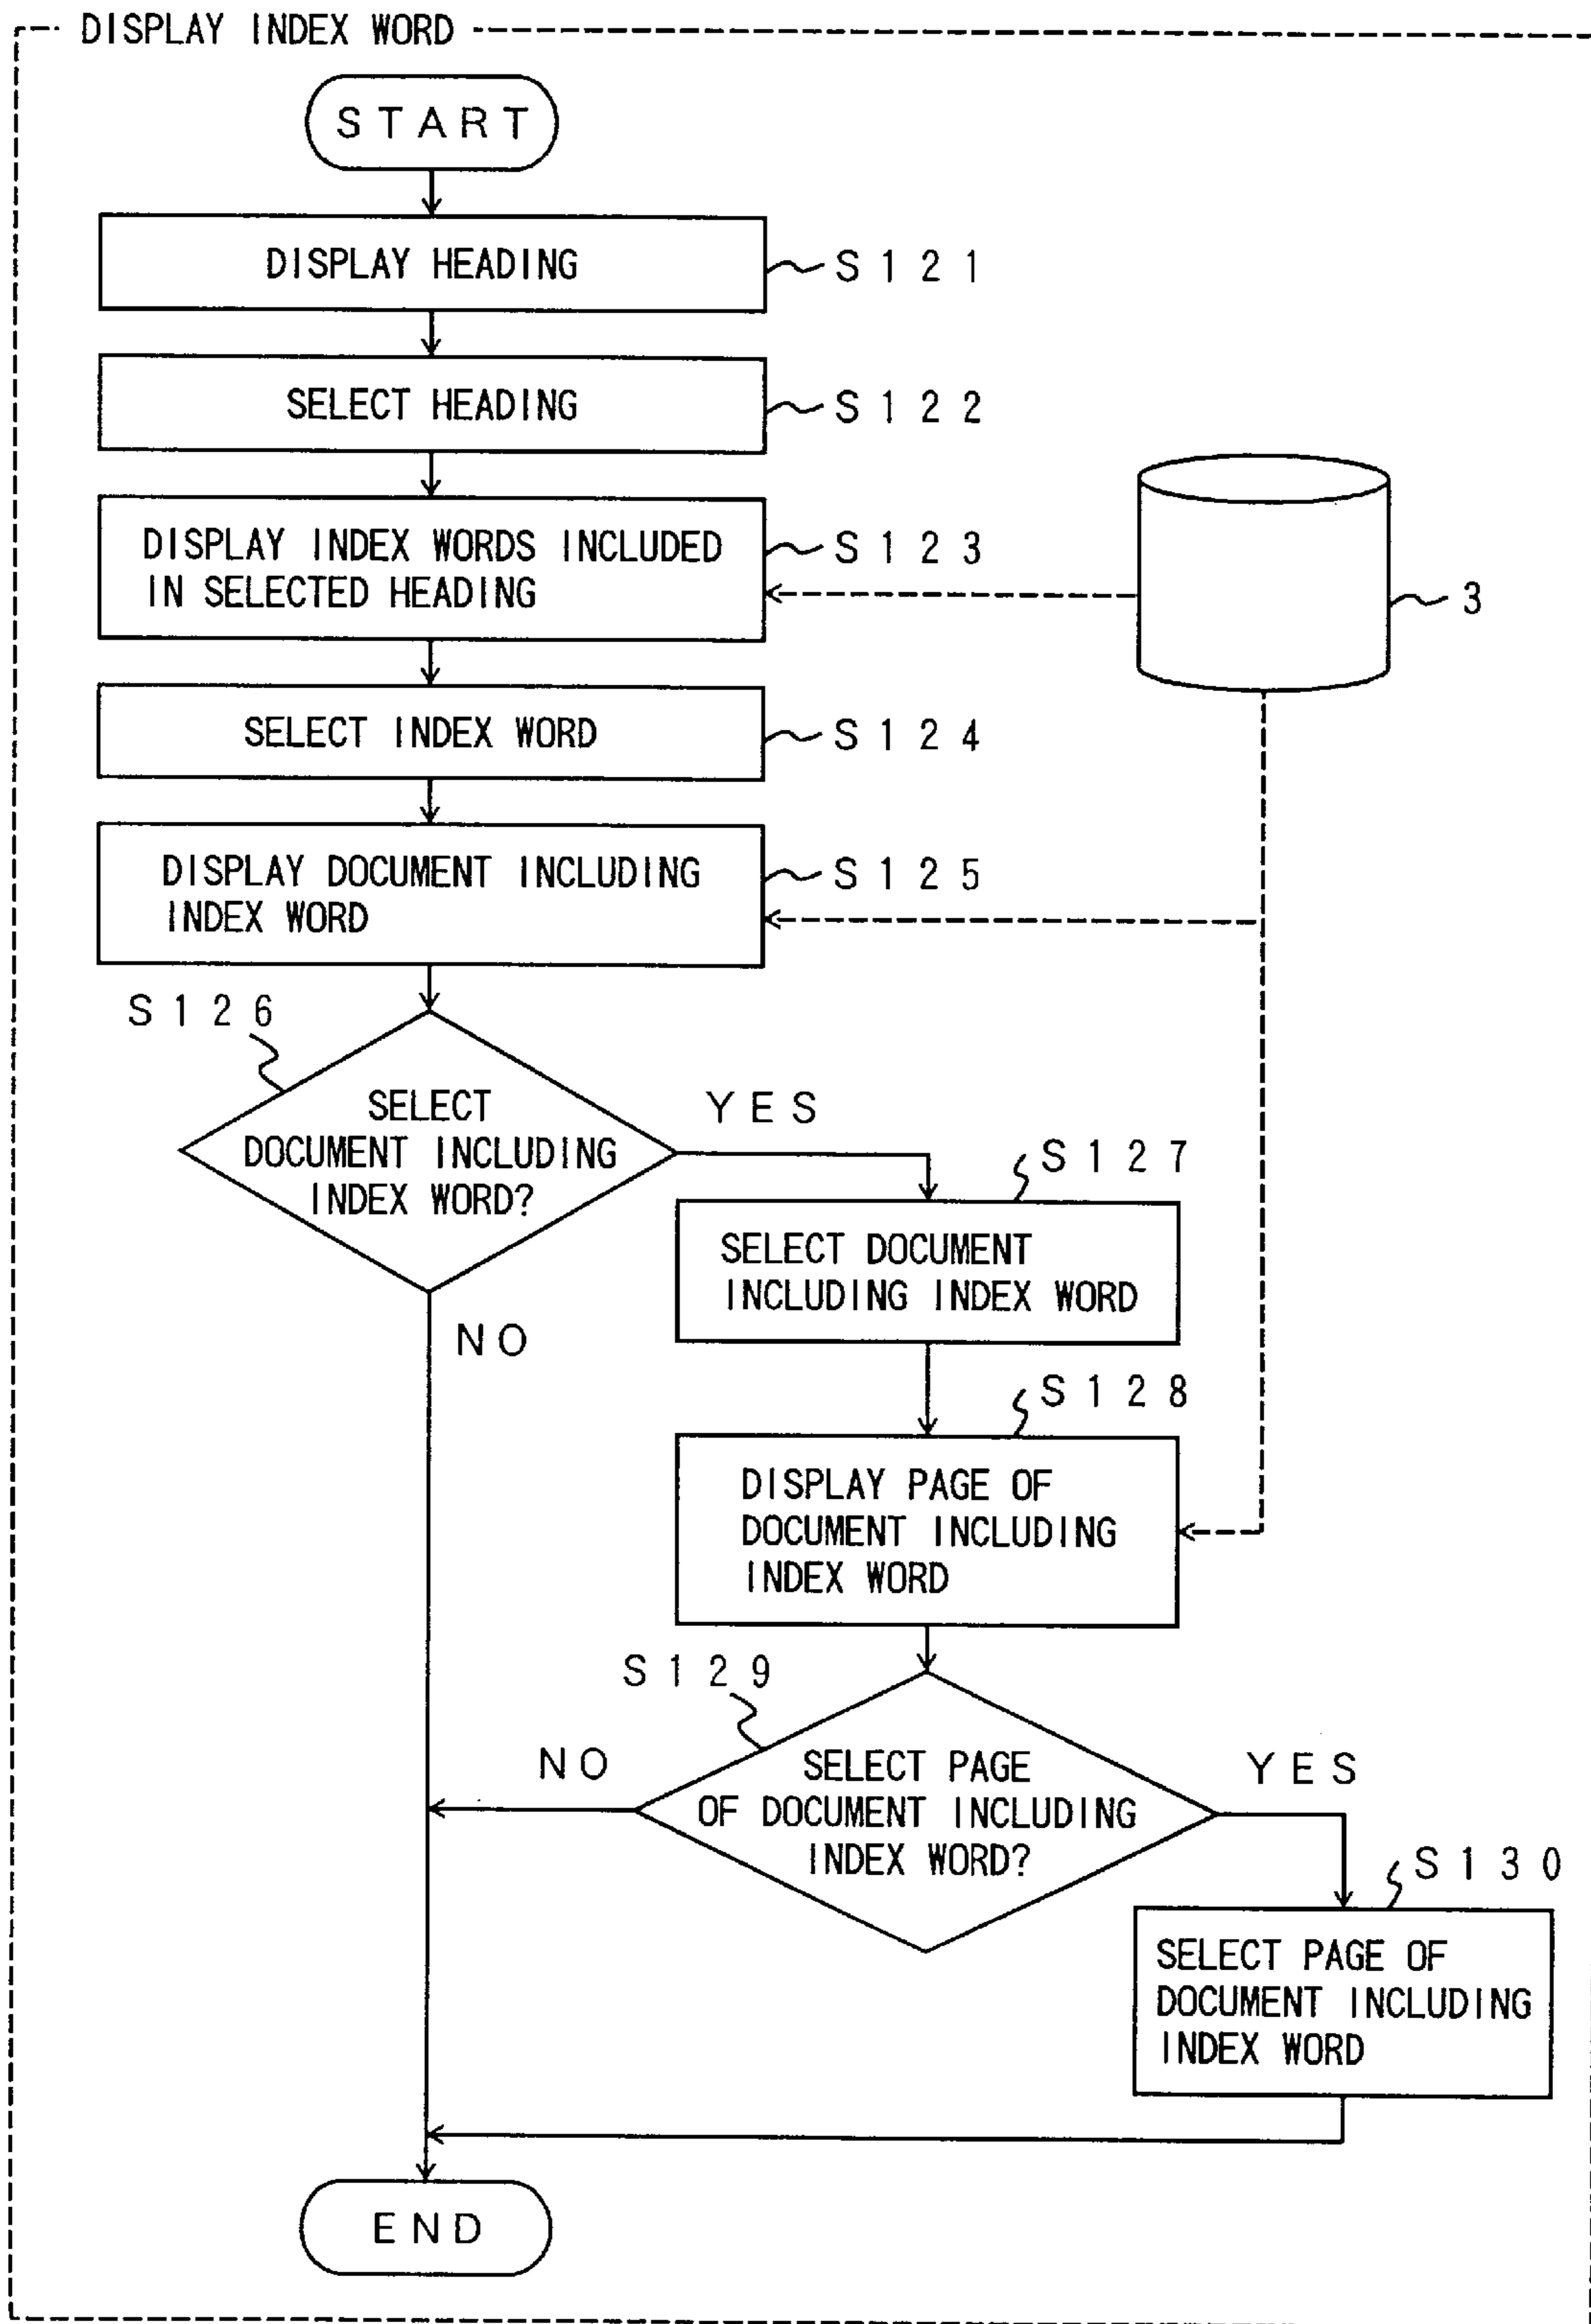 DISPLAY INDEX WORD
START
DISPLAY HEADING
S121
SELECT HEADING
S122
DISPLAY INDEX WORDS INCLUDED
IN SELECTED HEADING
S123
3
SELECT INDEX WORD
S124
DISPLAY DOCUMENT INCLUDING
INDEX WORD
S125
S126
SELECT
DOCUMENT INCLUDING
INDEX WORD?
YES
NO
S127
SELECT DOCUMENT
INCLUDING INDEX WORD
S128
DISPLAY PAGE OF
DOCUMENT INCLUDING
INDEX WORD
S129
SELECT PAGE
OF DOCUMENT INCLUDING
INDEX WORD?
NO
YES
S130
SELECT PAGE OF
DOCUMENT INCLUDING
INDEX WORD
END